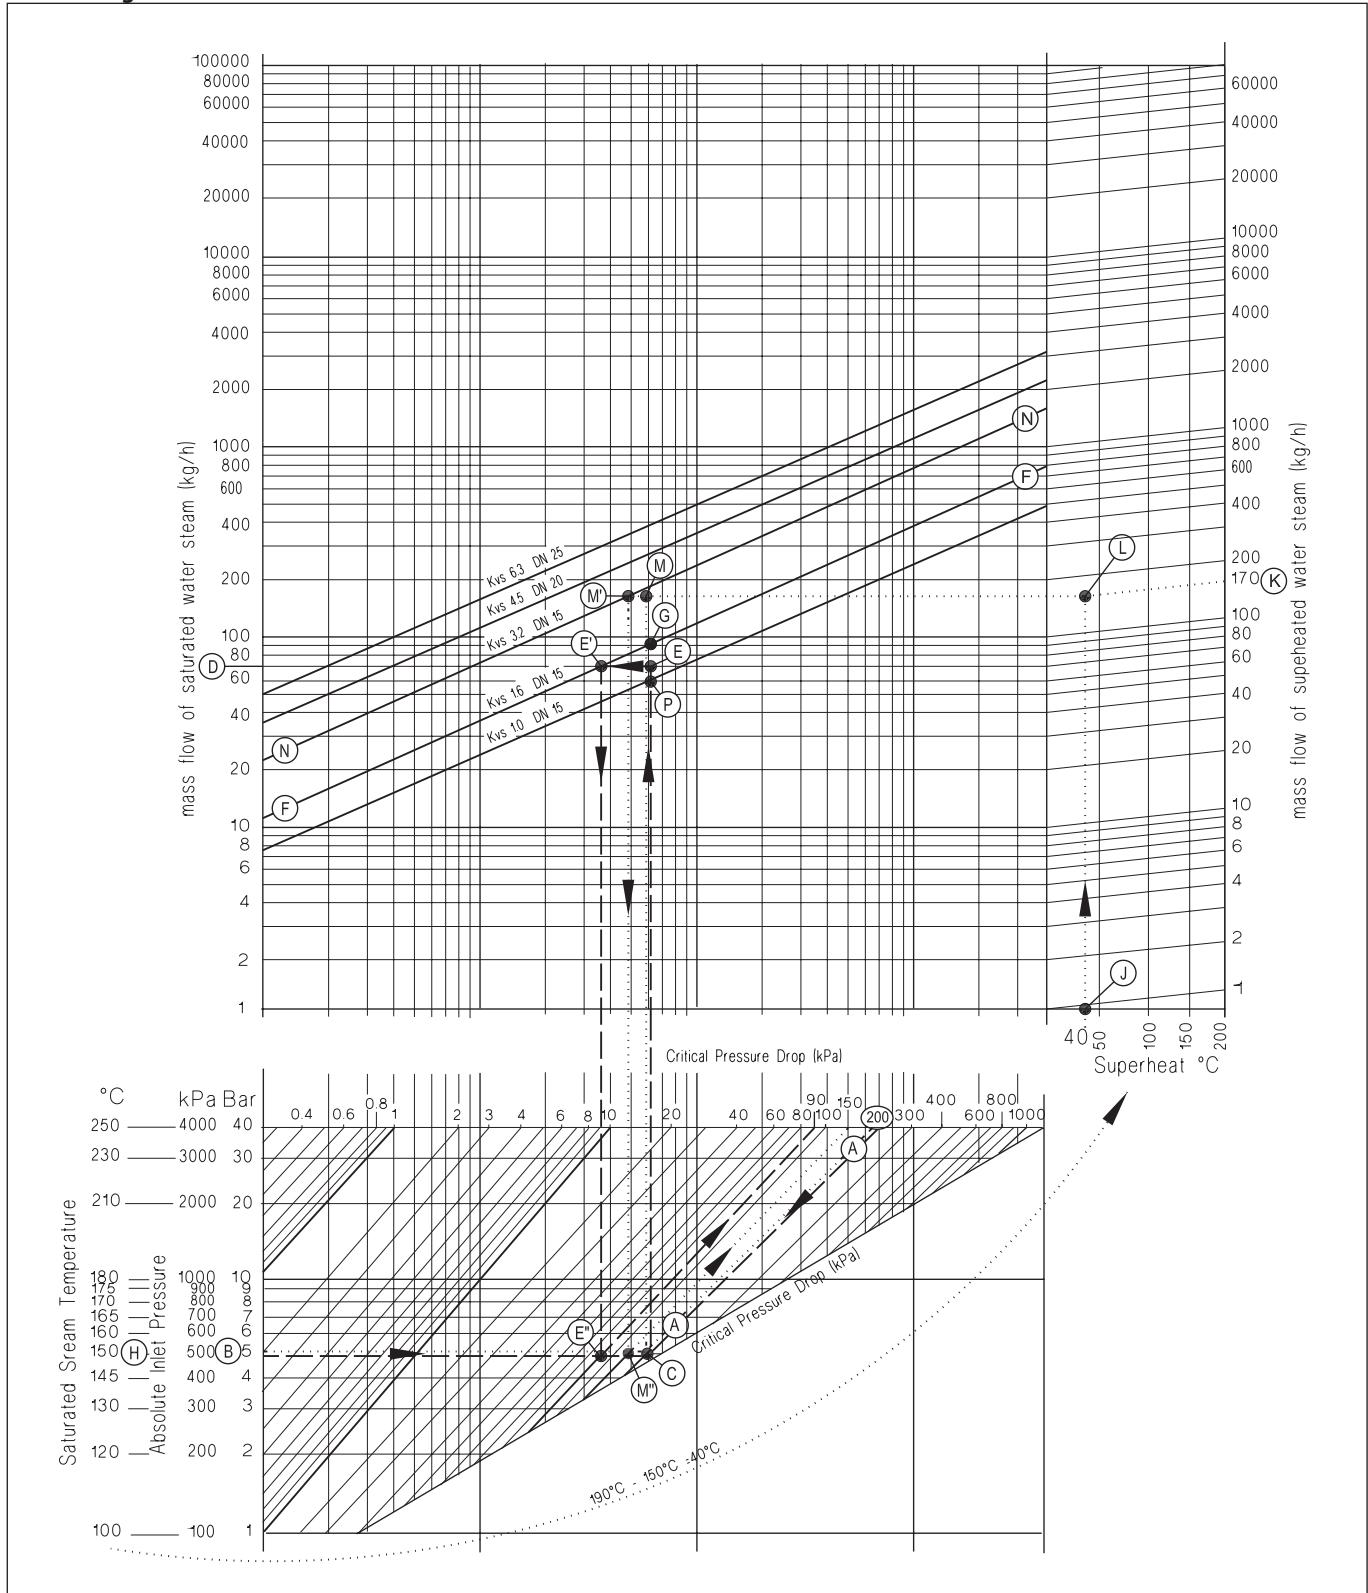 100000
80000
60000
40000
20000
10000
8000
6000
4000
2000
1000
800
600
400
200
100
80
60
40
20
10
8
6
4
2
1
mass flow of saturated water steam (kg/h)
D
60000
40000
20000
10000
8000
6000
4000
2000
1000
800
600
400
200
170 K
100
80
60
40
20
10
8
6
4
2
1
mass flow of supeheated water steam (kg/h)
Kvs 6.3 DN 25
Kvs 4.5 DN 20
Kvs 3.2 DN 15
Kvs 1.6 DN 15
Kvs 1.0 DN 15
N
F
N
F
M
M'
G
E'
E
P
L
J
40 50 100 150 200
Superheat °C
Critical Pressure Drop (kPa)
0.4 0.6 0.8 1 2 3 4 6 8 10 20 40 60 80 90 100 150 200 300 400 600 800 1000
°C kPa Bar
250 4000 40
230 3000 30
210 2000 20
180 1000 10
175 900 9
170 800 8
165 700 7
160 600 6
150 H 500 B 5
145 400 4
130 300 3
120 200 2
100 100 1
Saturated Sream Temperature
Absolute Inlet Pressure
A
A
E"
M"
C
Critical Pressure Drop (kPa)
190°C - 150°C =40°C